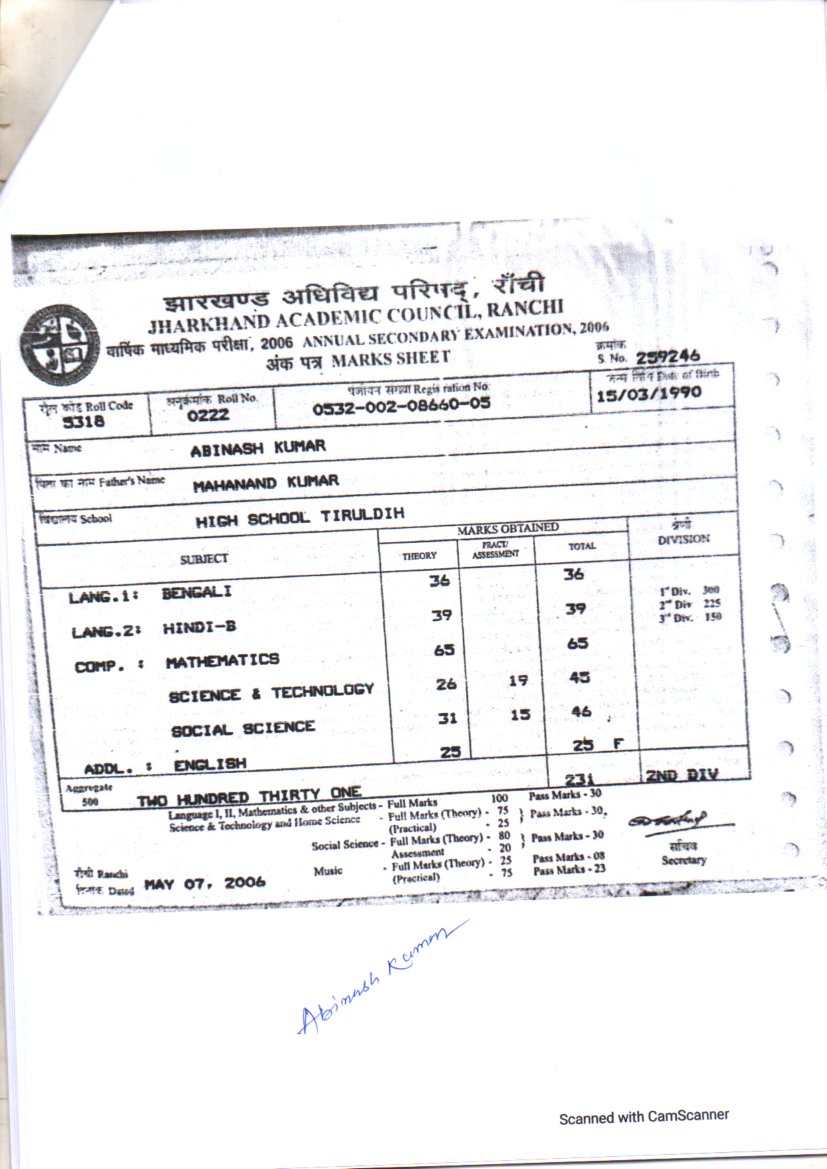 झारखण्ड अधिविद्य परिषद्, राँची
JHARKHAND ACADEMIC COUNCIL, RANCHI
वार्षिक माध्यमिक परीक्षा, 2006 ANNUAL SECONDARY EXAMINATION, 2006
अंक पत्र MARKS SHEET
क्रमांक
S No. 259246
रौल कोड Roll Code 5318
अनुक्रमांक Roll No. 0222
पंजीयन संख्या Registration No. 0532-002-08660-05
जन्म तिथि Date of Birth 15/03/1990
नाम Name ABINASH KUMAR
पिता का नाम Father's Name MAHANAND KUMAR
विद्यालय School HIGH SCHOOL TIRULDIH
SUBJECT MARKS OBTAINED श्रेणी DIVISION
THEORY PRACT/ ASSESSMENT TOTAL
LANG.1: BENGALI 36 36
1st Div. 300
LANG.2: HINDI-B 39 39
2nd Div 225
3rd Div. 150
COMP. : MATHEMATICS 65 65
SCIENCE & TECHNOLOGY 26 19 45
SOCIAL SCIENCE 31 15 46
ADDL. : ENGLISH 25 25 F
Aggregate 500 TWO HUNDRED THIRTY ONE 231 2ND DIV
Language I, II, Mathematics & other Subjects - Full Marks 100 Pass Marks - 30
Science & Technology and Home Science - Full Marks (Theory) - 75 } Pass Marks - 30,
(Practical) - 25
Social Science - Full Marks (Theory) - 80 } Pass Marks - 30
Assessment - 20
Music - Full Marks (Theory) - 25 Pass Marks - 08
(Practical) - 75 Pass Marks - 23
राँची Ranchi
दिनांक Dated MAY 07, 2006
सचिव
Secretary
Abinash Kumar
Scanned with CamScanner